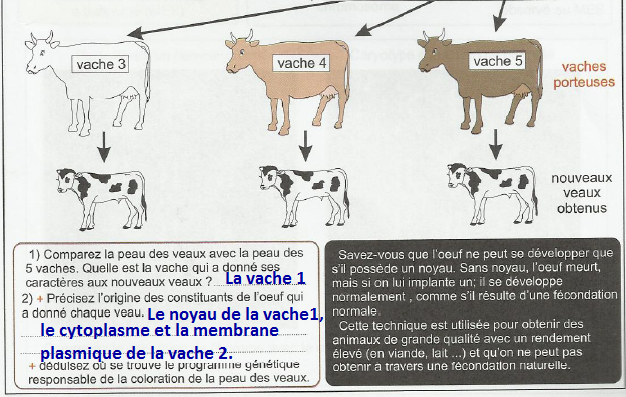 vache 3
vache 4
vache 5
vaches
porteuses
nouveaux
veaux
obtenus
1) Comparez la peau des veaux avec la peau des
5 vaches. Quelle est la vache qui a donné ses
caractères aux nouveaux veaux ? La vache 1
2) + Précisez l'origine des constituants de l'oeuf qui
a donné chaque veau. Le noyau de la vache1,
le cytoplasme et la membrane
plasmique de la vache 2.
+ déduisez où se trouve le programme génétique
responsable de la coloration de la peau des veaux.
Savez-vous que l'oeuf ne peut se développer que
s'il possède un noyau. Sans noyau, l'oeuf meurt,
mais si on lui implante un; il se développe
normalement , comme s'il résulte d'une fécondation
normale.
Cette technique est utilisée pour obtenir des
animaux de grande qualité avec un rendement
élevé (en viande, lait ...) et qu'on ne peut pas
obtenir à travers une fécondation naturelle.